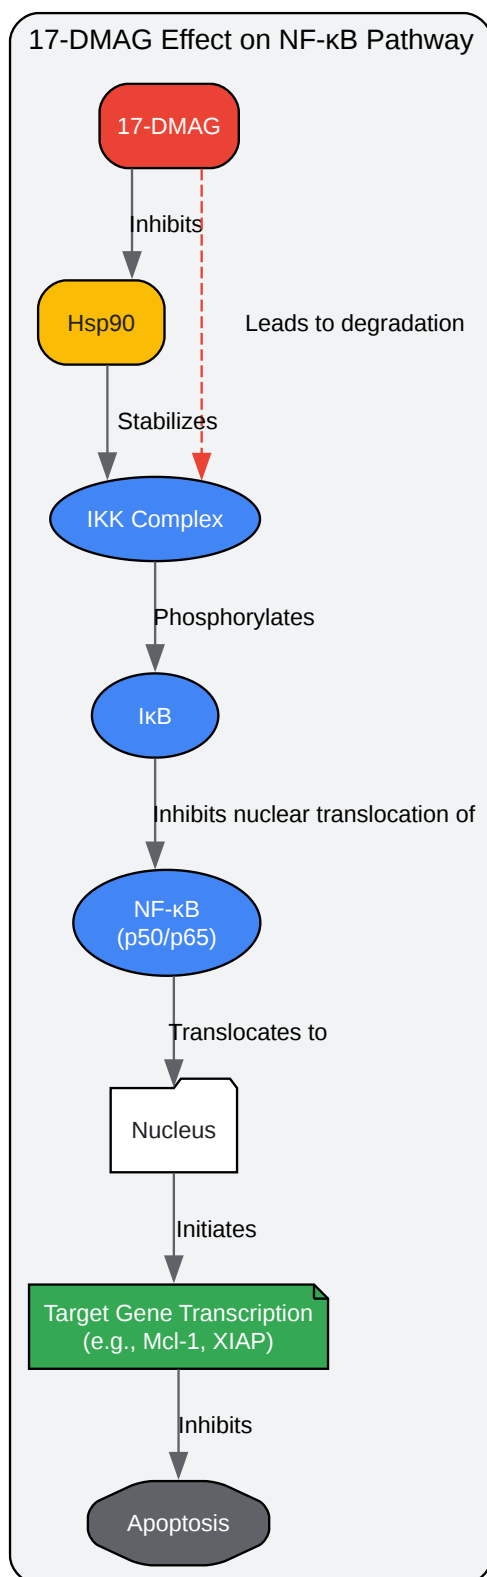 17-DMAG Effect on NF-κB Pathway
17-DMAG
Inhibits
Hsp90
Leads to degradation
Stabilizes
IKK Complex
Phosphorylates
IκB
Inhibits nuclear translocation of
NF-κB
(p50/p65)
Translocates to
Nucleus
Initiates
Target Gene Transcription
(e.g., Mcl-1, XIAP)
Inhibits
Apoptosis